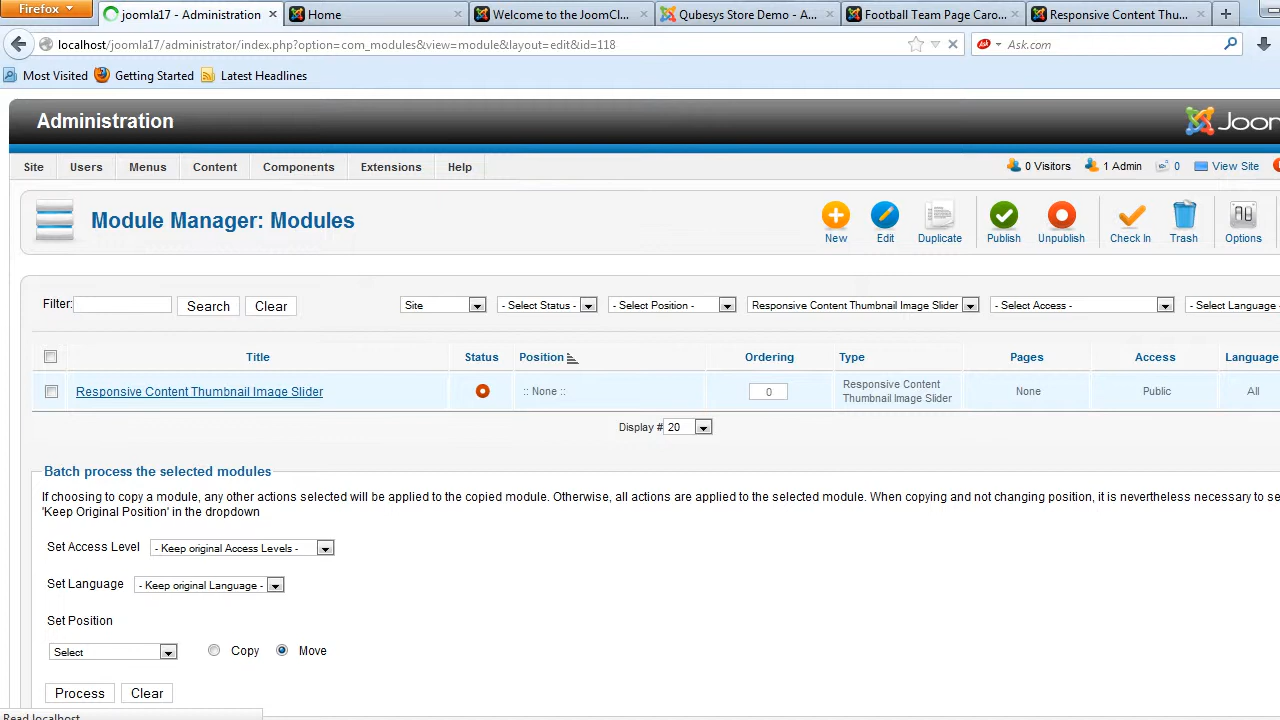 Firefox
joomla17 - Administration
Home
Welcome to the JoomCl...
Qubesys Store Demo - A...
Football Team Page Caro...
Responsive Content Thu...
localhost/joomla17/administrator/index.php?option=com_modules&view=module&layout=edit&id=118
Ask.com
Most Visited
Getting Started
Latest Headlines
Administration
Joom
Site
Users
Menus
Content
Components
Extensions
Help
0 Visitors
1 Admin
0
View Site
Module Manager: Modules
New
Edit
Duplicate
Publish
Unpublish
Check In
Trash
Options
Filter:
Search
Clear
Site
- Select Status -
- Select Position -
Responsive Content Thumbnail Image Slider
- Select Access -
- Select Language
Title
Status
Position
Ordering
Type
Pages
Access
Language
Responsive Content Thumbnail Image Slider
:: None ::
0
Responsive Content
Thumbnail Image Slider
None
Public
All
Display # 20
Batch process the selected modules
If choosing to copy a module, any other actions selected will be applied to the copied module. Otherwise, all actions are applied to the selected module. When copying and not changing position, it is nevertheless necessary to se
'Keep Original Position' in the dropdown
Set Access Level
- Keep original Access Levels -
Set Language
- Keep original Language -
Set Position
Select
Copy
Move
Process
Clear
Read localhost